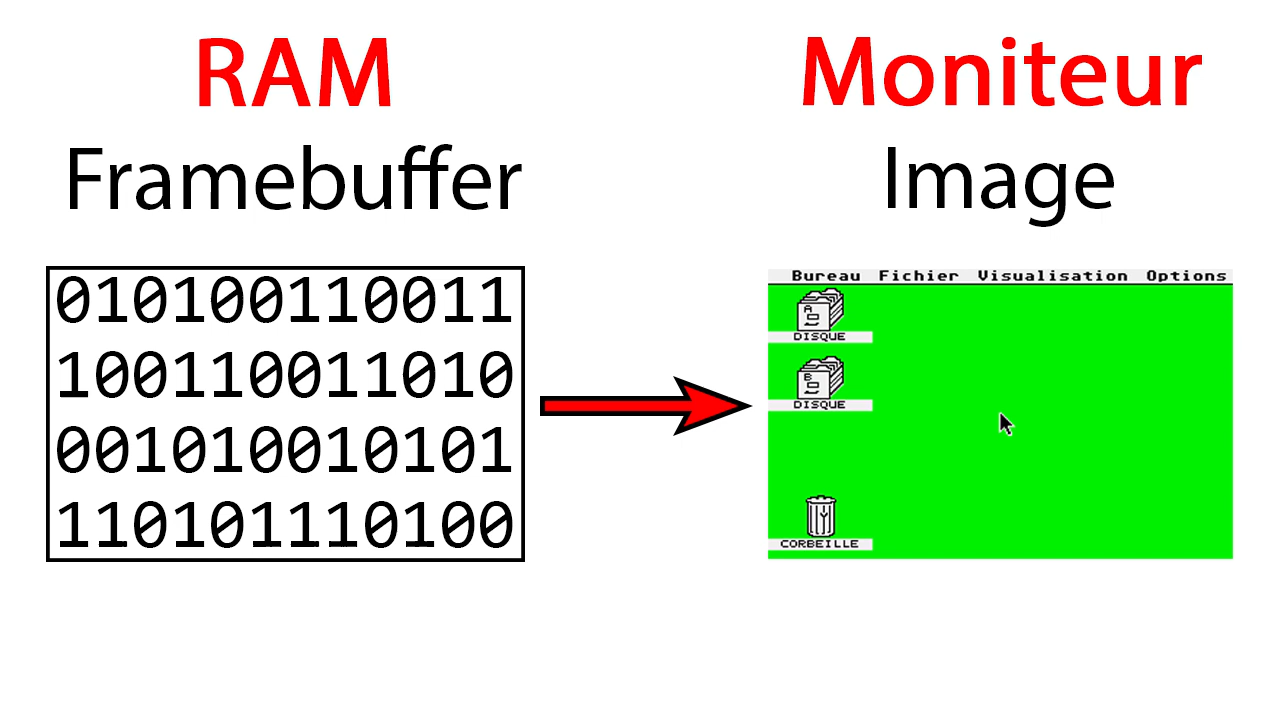 RAM
Framebuffer
010100110011
100110011010
001010010101
110101110100
Moniteur
Image
Bureau Fichier Visualisation Options
A
DISQUE
B
DISQUE
CORBEILLE